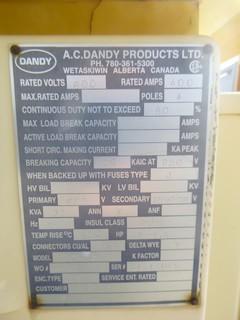 DANDY
A.C. DANDY PRODUCTS LTD.
PH. 780-361-5300
WETASKIWIN ALBERTA CANADA
RATED VOLTS RATED AMPS
MAX. RATED AMPS POLES
CONTINUOUS DUTY NOT TO EXCEED %
MAX LOAD BREAK CAPACITY AMPS
ACTIVE LOAD BREAK CAPACITY AMPS
SHORT CIRC. MAKING CURRENT KA PEAK
BREAKING CAPACITY KAIC AT V
WHEN BACKED UP WITH FUSES TYPE
HV BIL KV LV BIL KV
PRIMARY V SECONDARY V
KVA ANN ANF
Hz INSUL CLASS
TEMP RISE C° HP
CONNECTORS CU/AL DELTA WYE
MODEL K FACTOR
WO # SER #
ENC.TYPE SERVICE ENT. RATED
CUSTOMER